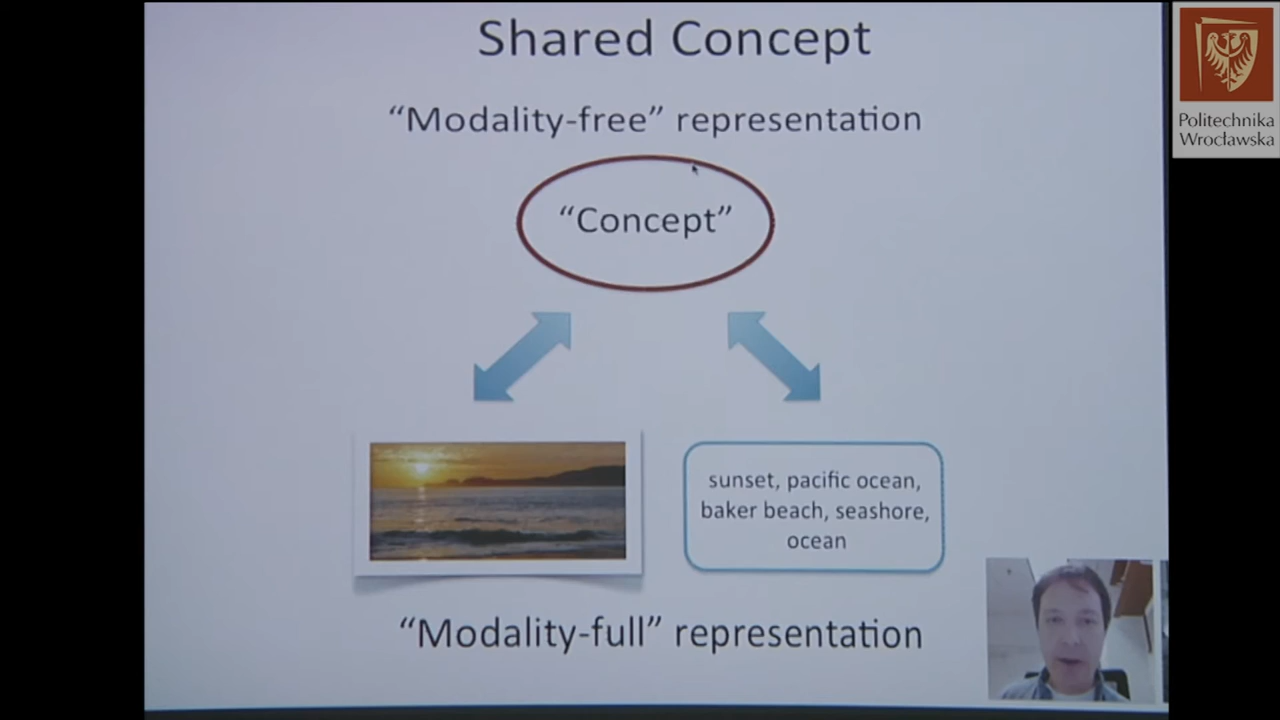 Shared Concept
“Modality-free” representation
“Concept”
sunset, pacific ocean,
baker beach, seashore,
ocean
“Modality-full” representation
Politechnika
Wrocławska